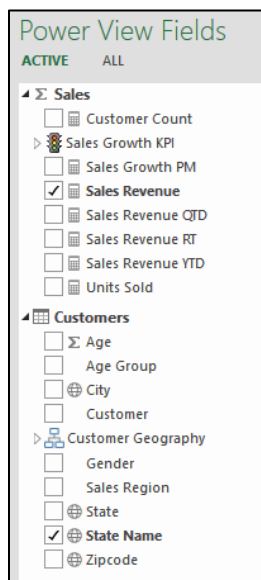 Power View Fields
ACTIVE ALL
Σ Sales
Customer Count
Sales Growth KPI
Sales Growth PM
Sales Revenue
Sales Revenue QTD
Sales Revenue RT
Sales Revenue YTD
Units Sold
Customers
Σ Age
Age Group
City
Customer
Customer Geography
Gender
Sales Region
State
State Name
Zipcode